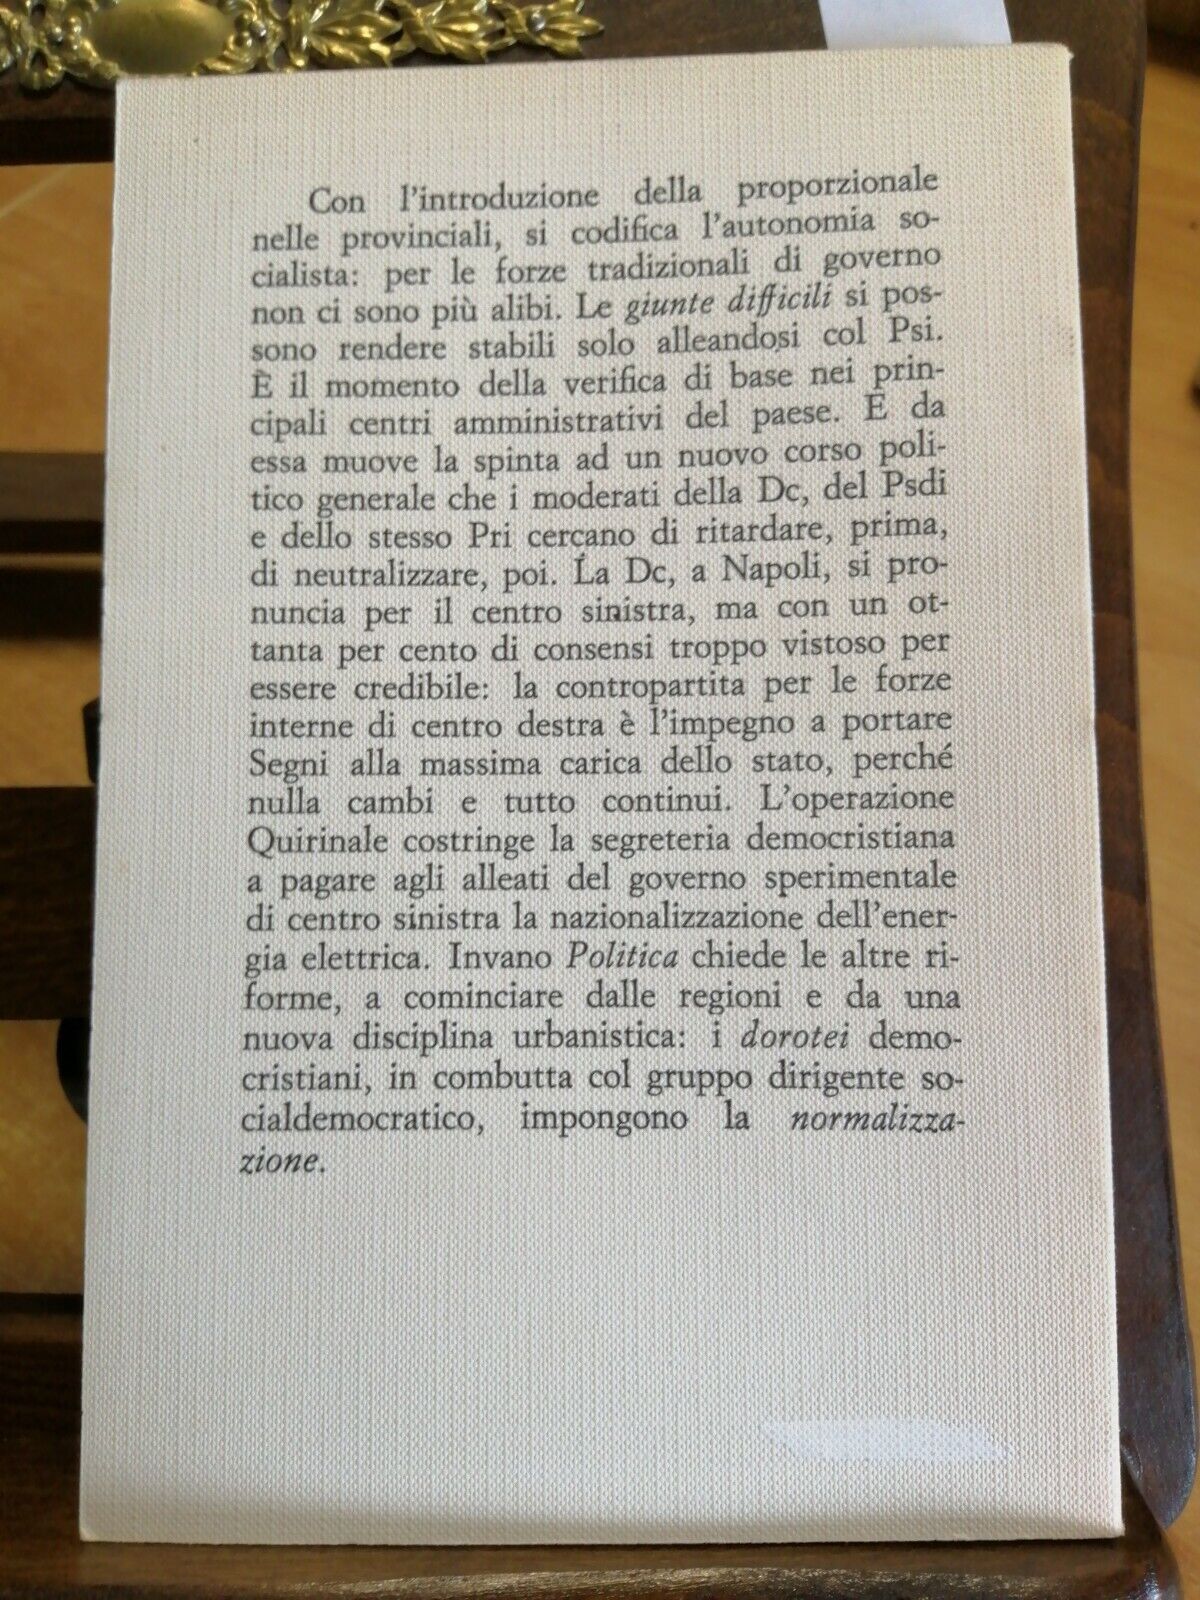 Con l'introduzione della proporzionale
nelle provinciali, si codifica l'autonomia so-
cialista: per le forze tradizionali di governo
non ci sono più alibi. Le giunte difficili si pos-
sono rendere stabili solo alleandosi col Psi.
È il momento della verifica di base nei prin-
cipali centri amministrativi del paese. È da
essa muove la spinta ad un nuovo corso poli-
tico generale che i moderati della Dc, del Psdi
e dello stesso Pri cercano di ritardare, prima,
di neutralizzare, poi. La Dc, a Napoli, si pro-
nuncia per il centro sinistra, ma con un ot-
tanta per cento di consensi troppo vistoso per
essere credibile: la contropartita per le forze
interne di centro destra è l'impegno a portare
Segni alla massima carica dello stato, perché
nulla cambi e tutto continui. L'operazione
Quirinale costringe la segreteria democristiana
a pagare agli alleati del governo sperimentale
di centro sinistra la nazionalizzazione dell'ener-
gia elettrica. Invano Politica chiede le altre ri-
forme, a cominciare dalle regioni e da una
nuova disciplina urbanistica: i dorotei demo-
cristiani, in combutta col gruppo dirigente so-
cialdemocratico, impongono la normalizza-
zione.